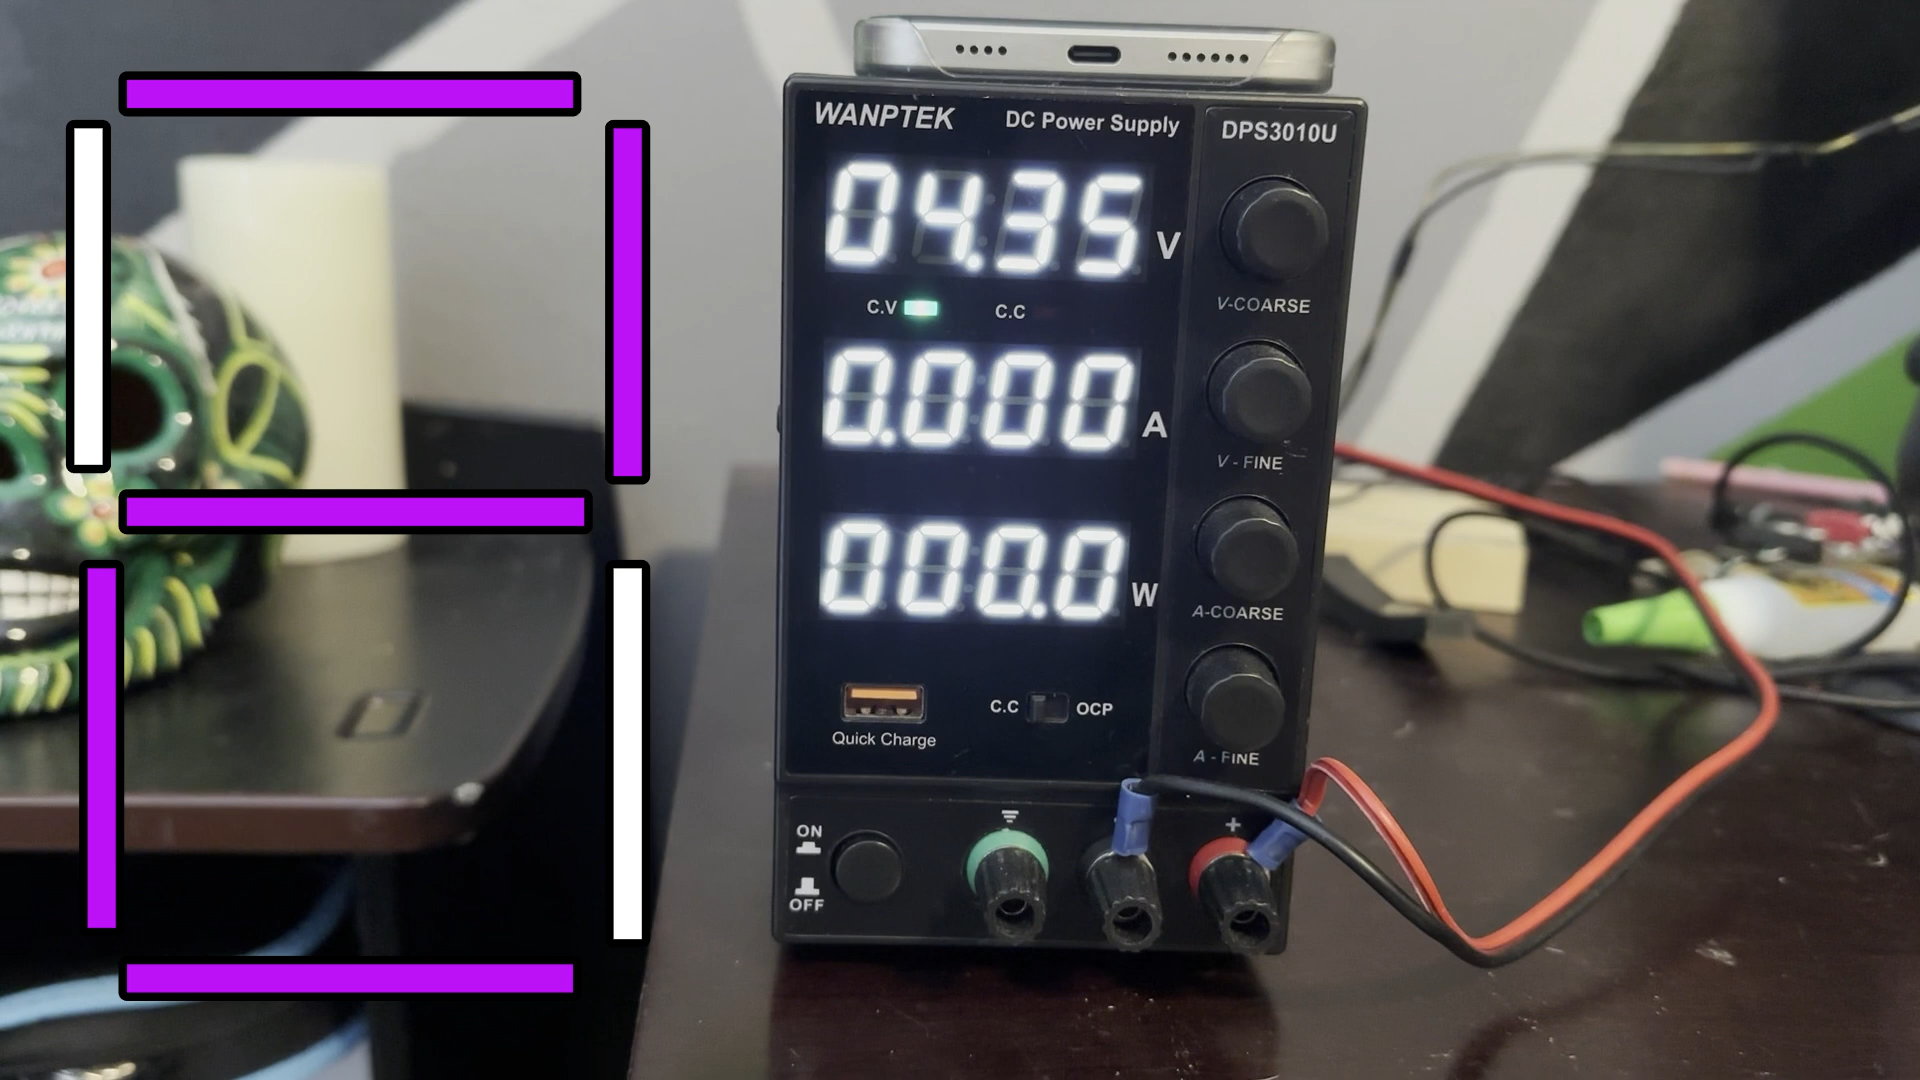 WANPTEK DC Power Supply DPS3010U
04.35 V
C.V C.C
V-COARSE
0.000 A
V - FINE
000.0 W
A-COARSE
C.C OCP
Quick Charge
A - FINE
ON
+
OFF